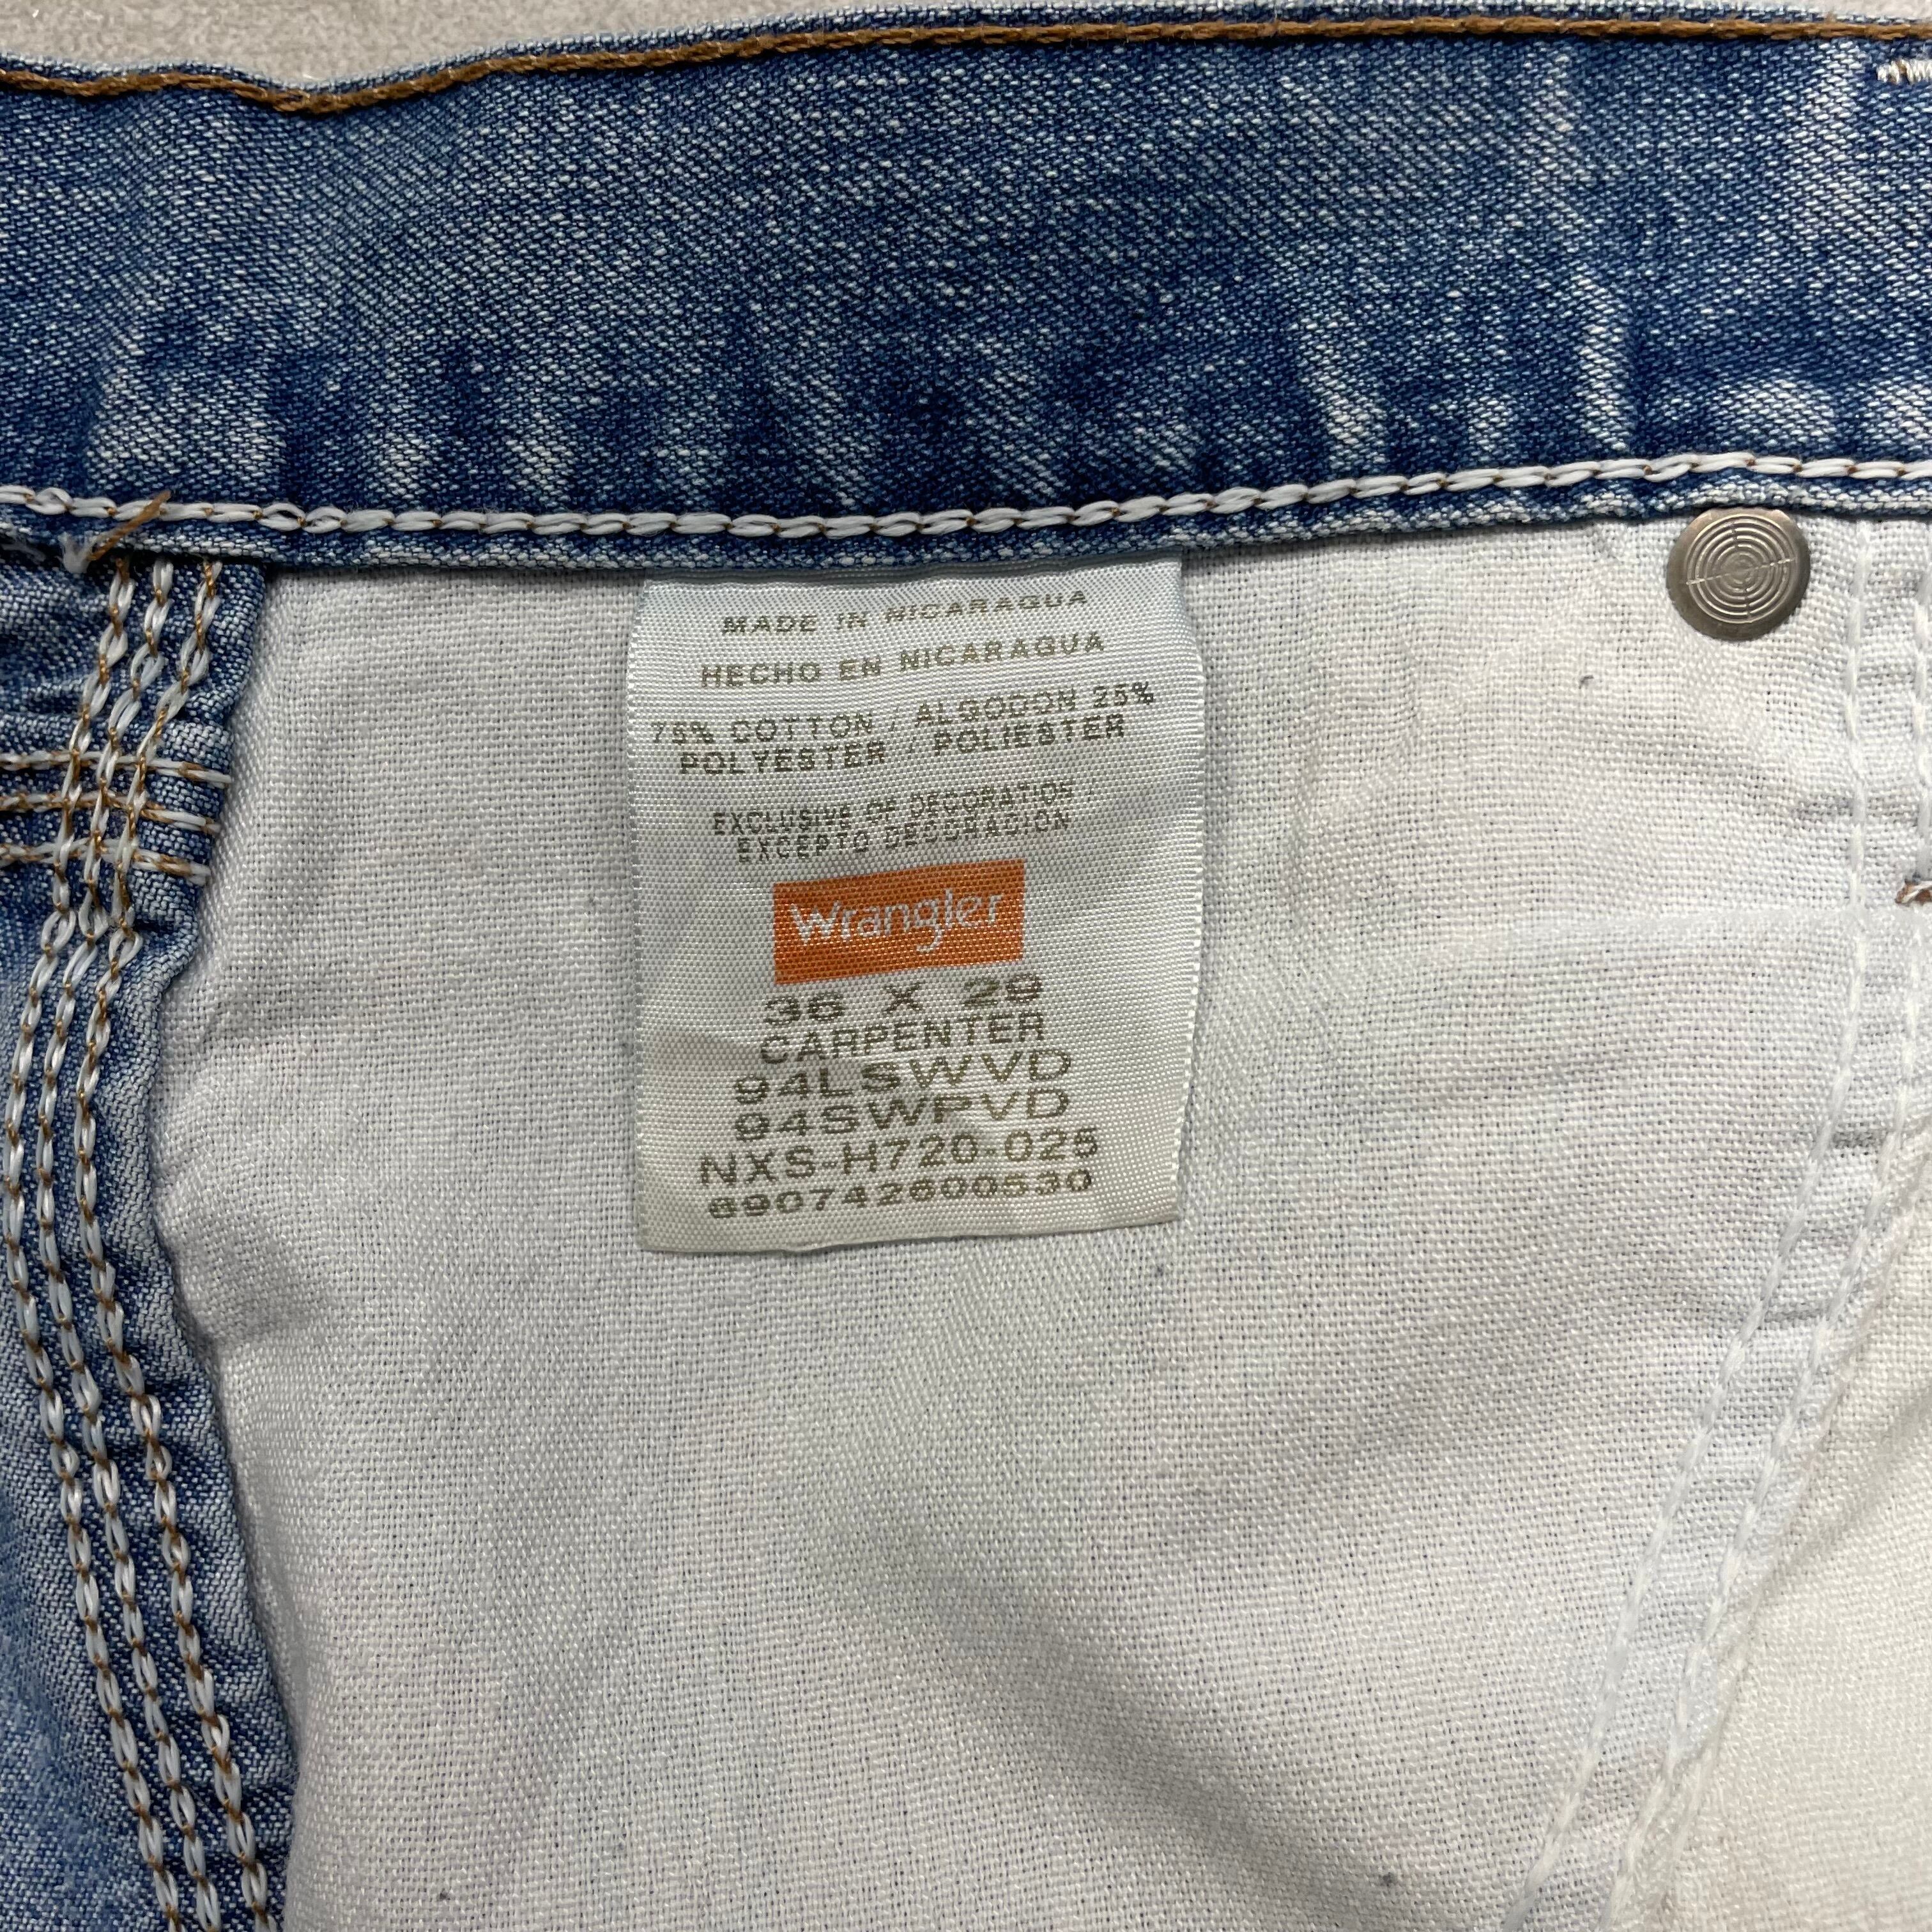 MADE IN NICARAGUA
HECHO EN NICARAGUA
75% COTTON / ALGODON 25%
POLYESTER / POLIESTER
EXCLUSIVE OF DECORATION /
EXCEPTO DECORACION
Wrangler
36 X 29
CARPENTER
94LSWVD
94SWPVD
NXS-H720-025
690742600530